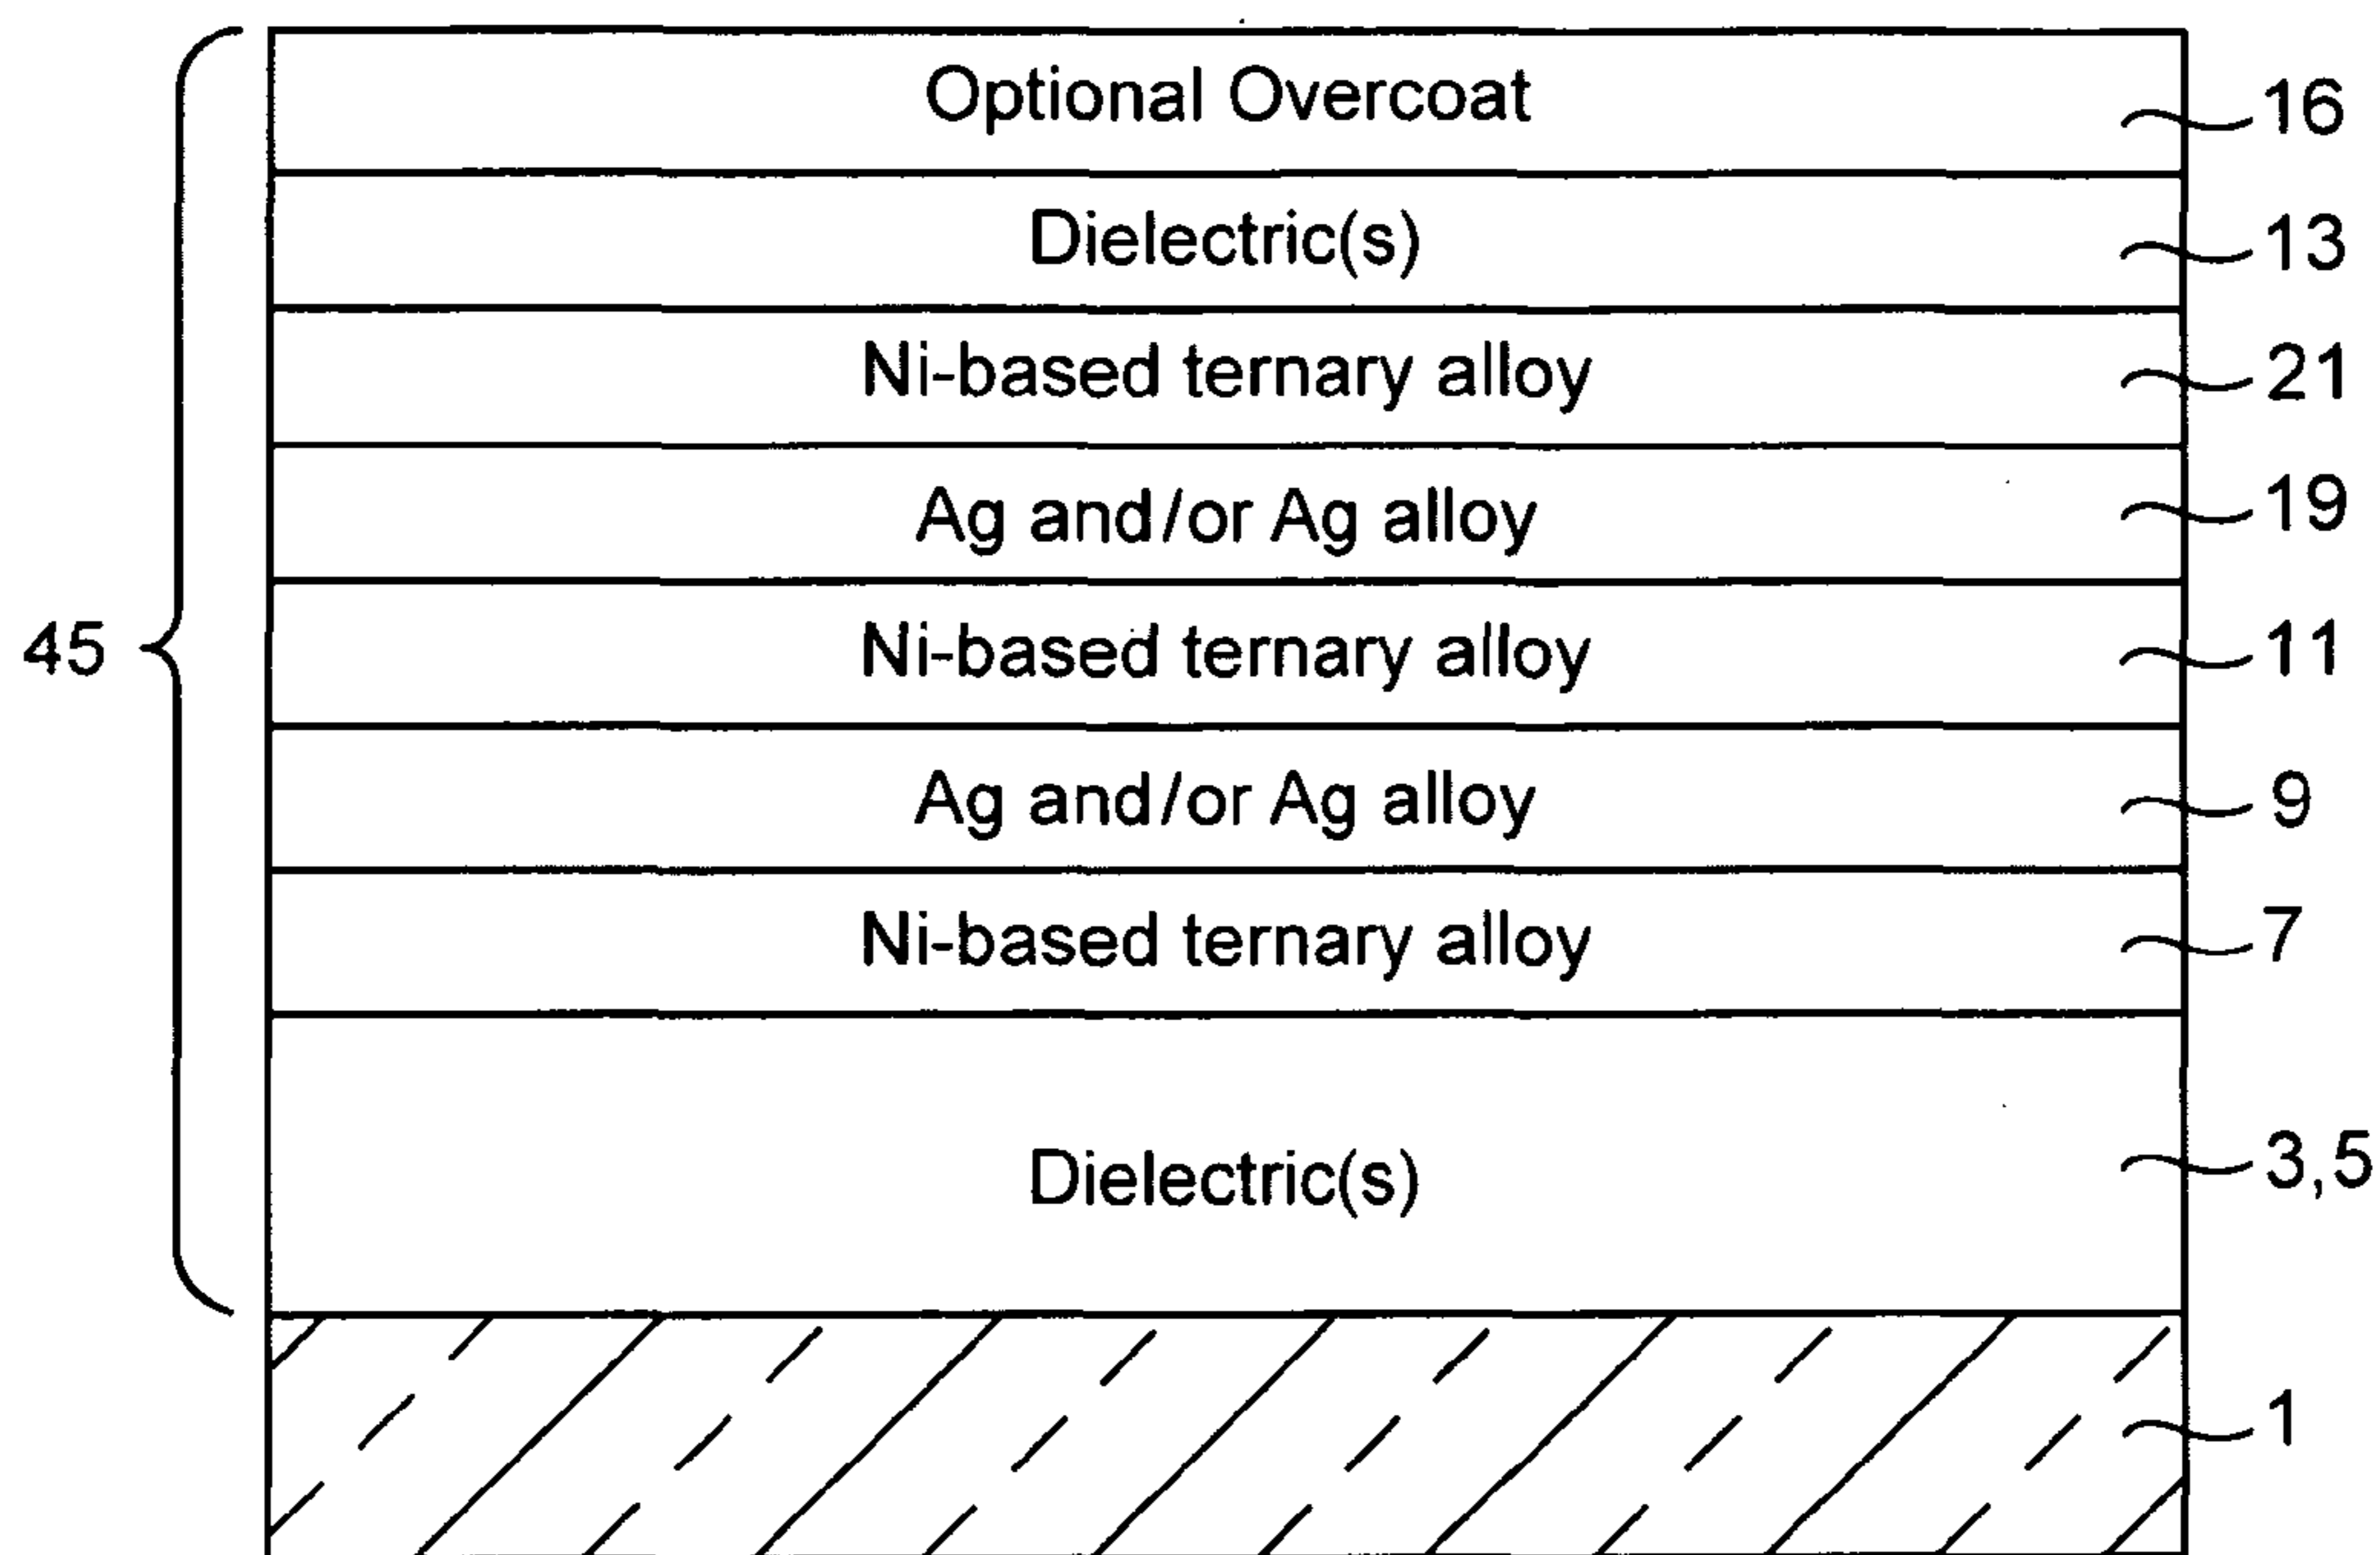 Optional Overcoat 16
Dielectric(s) 13
Ni-based ternary alloy 21
Ag and/or Ag alloy 19
45 Ni-based ternary alloy 11
Ag and/or Ag alloy 9
Ni-based ternary alloy 7
Dielectric(s) 3,5
1